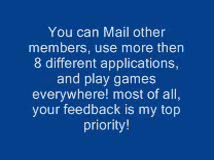 You can Mail other
members, use more then
8 different applications,
and play games
everywhere! most of all,
your feedback is my top
priority!